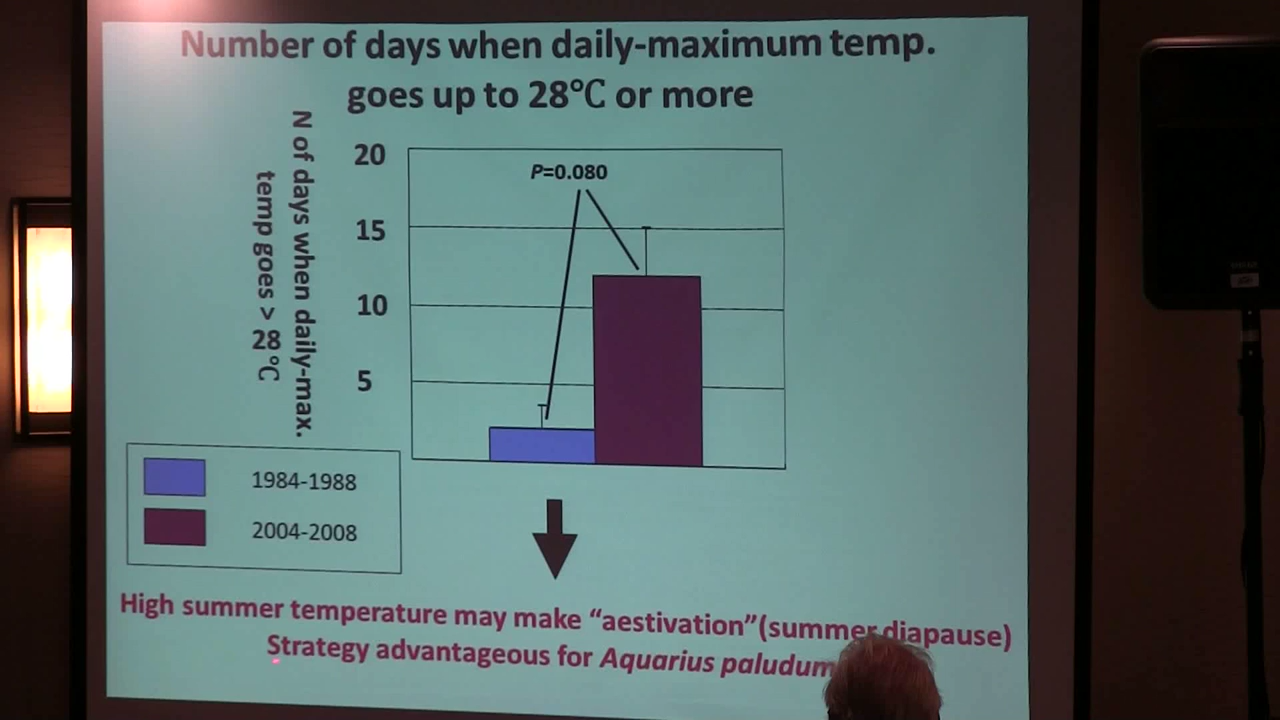 Number of days when daily-maximum temp.
goes up to 28°C or more
N of days when daily-max.
temp goes > 28°C
20
15
10
5
P=0.080
1984-1988
2004-2008
High summer temperature may make “aestivation”(summer diapause)
Strategy advantageous for Aquarius paludum